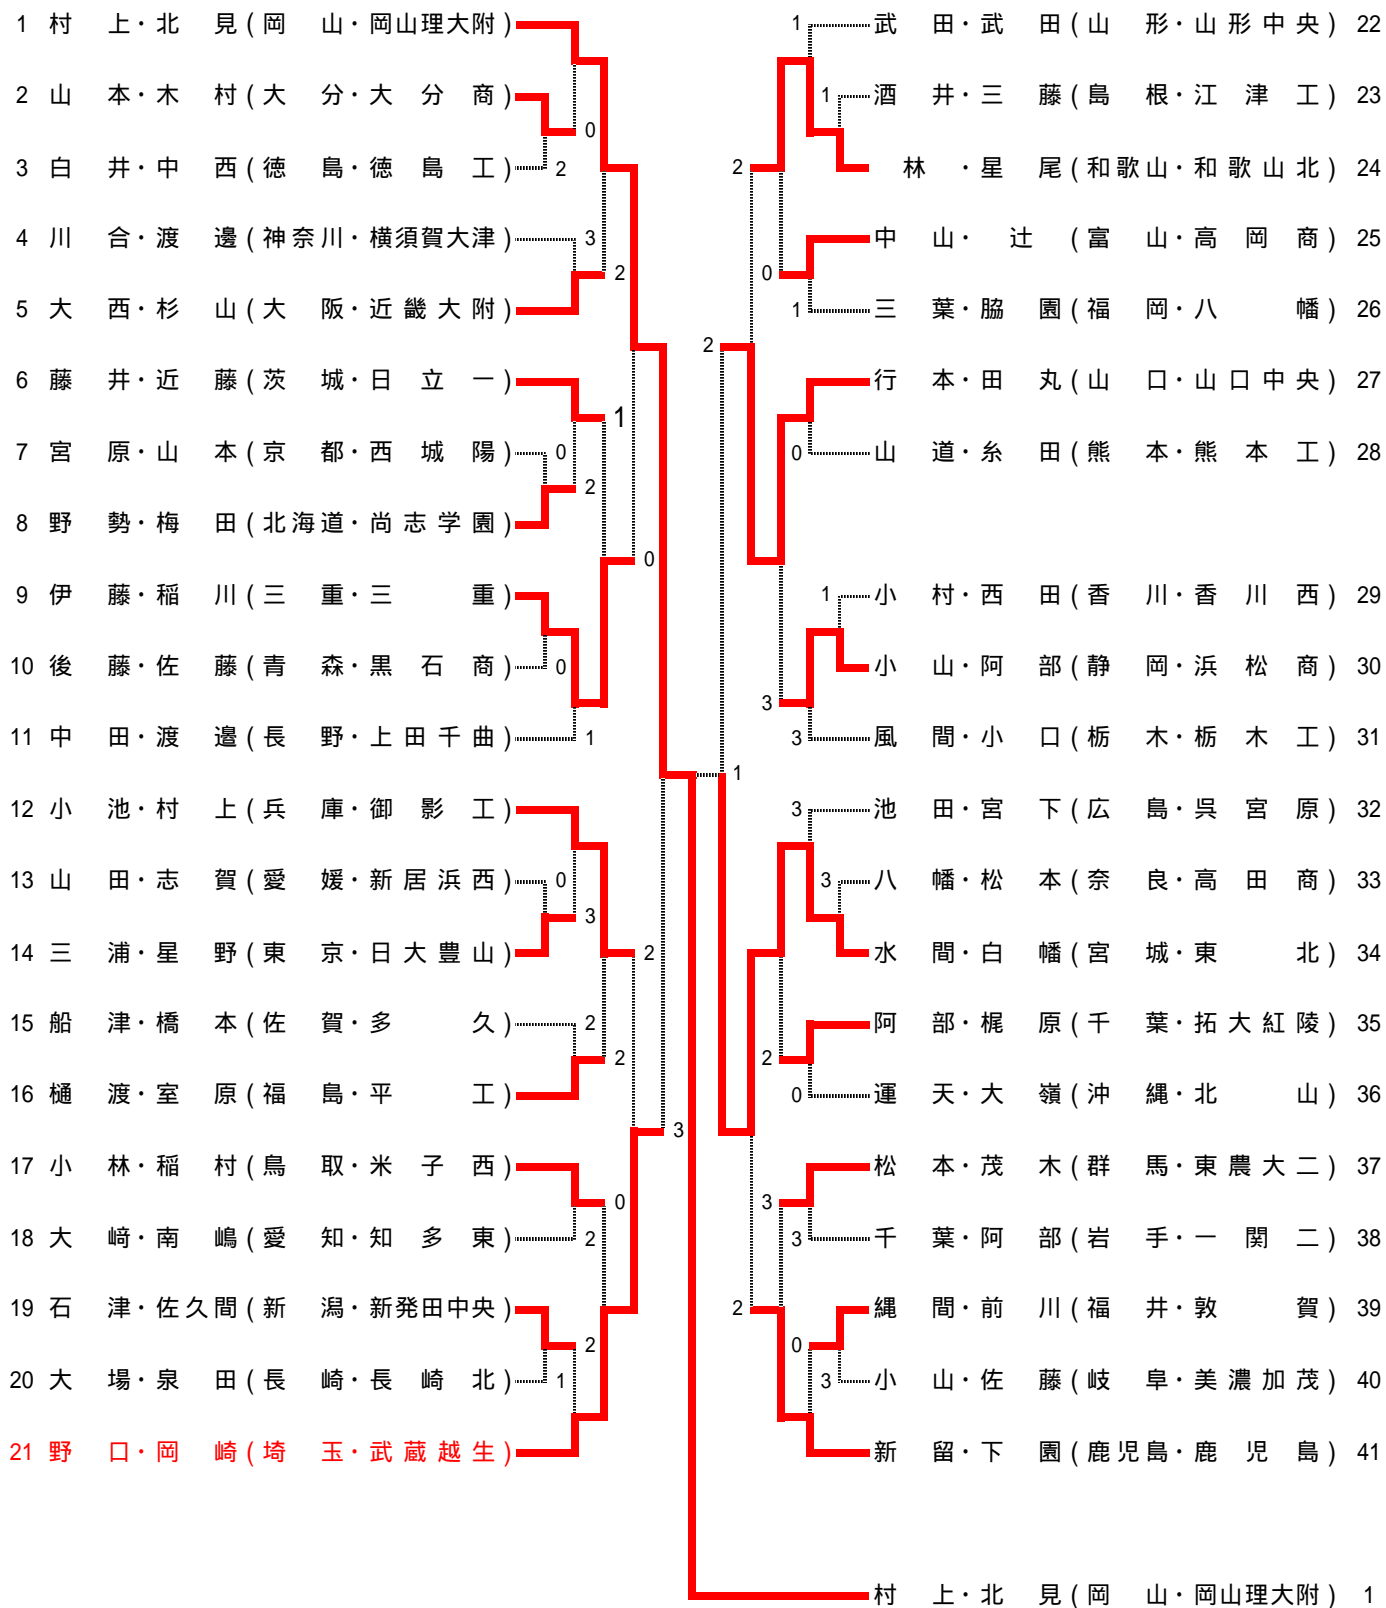 1 村 上・北 見(岡 山・岡山理大附)
2 山 本・木 村(大 分・大 分 商)
0
3 白 井・中 西(徳 島・徳 島 工)
2
4 川 合・渡 邊(神奈川・横須賀大津)
3
2
5 大 西・杉 山(大 阪・近畿大附)
6 藤 井・近 藤(茨 城・日 立 一)
1
7 宮 原・山 本(京 都・西 城 陽)
0
2
8 野 勢・梅 田(北海道・尚志学園)
0
9 伊 藤・稲 川(三 重・三 重)
10 後 藤・佐 藤(青 森・黒 石 商)
0
11 中 田・渡 邉(長 野・上田千曲)
1
12 小 池・村 上(兵 庫・御 影 工)
13 山 田・志 賀(愛 媛・新居浜西)
0
3
14 三 浦・星 野(東 京・日大豊山)
2
15 船 津・橋 本(佐 賀・多 久)
2
2
16 樋 渡・室 原(福 島・平 工)
3
17 小 林・稲 村(鳥 取・米 子 西)
0
18 大 﨑・南 嶋(愛 知・知 多 東)
2
19 石 津・佐久間(新 潟・新発田中央)
2
20 大 場・泉 田(長 崎・長 崎 北)
1
21 野 口・岡 崎(埼 玉・武蔵越生)
1
武 田・武 田(山 形・山形中央) 22
1
酒 井・三 藤(島 根・江 津 工) 23
2
林 ・星 尾(和歌山・和歌山北) 24
中 山・ 辻 (富 山・高 岡 商) 25
0
1
三 葉・脇 園(福 岡・八 幡) 26
2
行 本・田 丸(山 口・山口中央) 27
0
山 道・糸 田(熊 本・熊 本 工) 28
1
小 村・西 田(香 川・香 川 西) 29
小 山・阿 部(静 岡・浜 松 商) 30
3
3
風 間・小 口(栃 木・栃 木 工) 31
1
3
池 田・宮 下(広 島・呉 宮 原) 32
3
八 幡・松 本(奈 良・高 田 商) 33
水 間・白 幡(宮 城・東 北) 34
阿 部・梶 原(千 葉・拓大紅陵) 35
2
0
運 天・大 嶺(沖 縄・北 山) 36
松 本・茂 木(群 馬・東農大二) 37
3
3
千 葉・阿 部(岩 手・一 関 二) 38
2
縄 間・前 川(福 井・敦 賀) 39
0
3
小 山・佐 藤(岐 阜・美濃加茂) 40
新 留・下 園(鹿児島・鹿 児 島) 41
村 上・北 見(岡 山・岡山理大附) 1